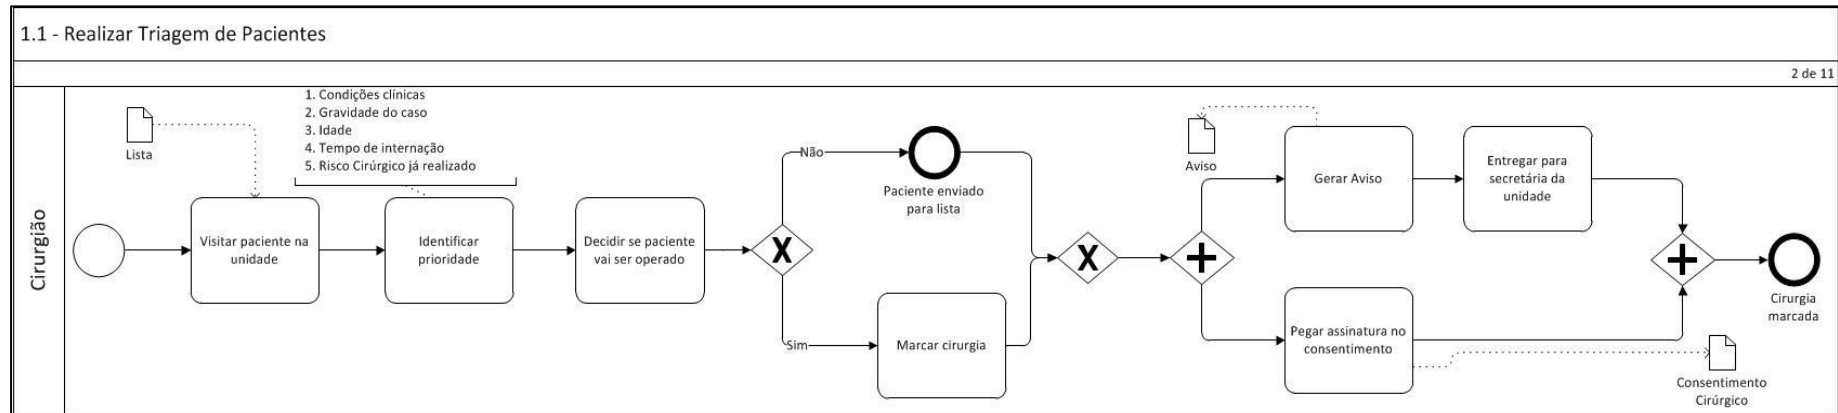 1.1 - Realizar Triagem de Pacientes
2 de 11
Cirurgião
Lista
1. Condições clínicas
2. Gravidade do caso
3. Idade
4. Tempo de internação
5. Risco Cirúrgico já realizado
Visitar paciente na
unidade
Identificar
prioridade
Decidir se paciente
vai ser operado
X
Não
Paciente enviado
para lista
Sim
Marcar cirurgia
X
Aviso
Gerar Aviso
Entregar para
secretária da
unidade
Pegar assinatura no
consentimento
Consentimento
Cirúrgico
Cirurgia
marcada